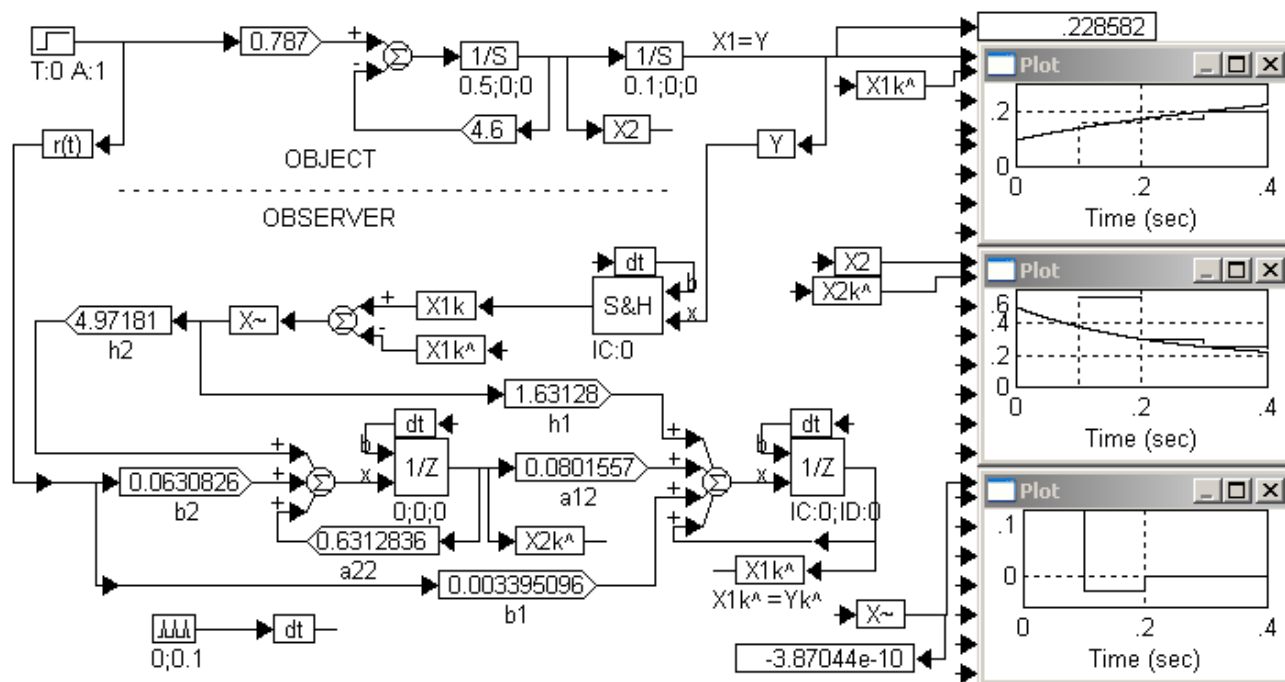 T:0 A:1
0.787
+
-
Σ
1/S
0.5;0;0
1/S
0.1;0;0
X1=Y
.228582
4.6
X2
X1k^
r(t)
OBJECT
Y
Plot
.2
0
0 .2 .4
Time (sec)
OBSERVER
dt
b
S&H
x
IC:0
X2
X2k^
Plot
.6
.4
.2
0
0 .2 .4
Time (sec)
4.97181
h2
X~
Σ
+
-
X1k
X1k^
1.63128
h1
dt
b
1/Z
x
0;0;0
+
+
+
Σ
0.0630826
b2
0.6312836
a22
0.0801557
a12
X2k^
+
+
+
+
Σ
dt
b
1/Z
x
IC:0;ID:0
0.003395096
b1
X1k^
X1k^ =Yk^
X~
-3.87044e-10
0;0.1
dt
Plot
.1
0
0 .2 .4
Time (sec)